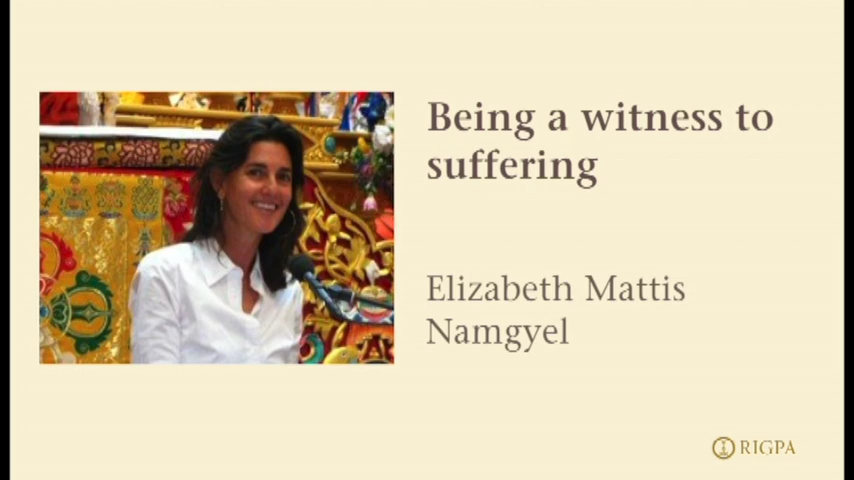 Being a witness to
suffering
Elizabeth Mattis
Namgyel
RIGPA